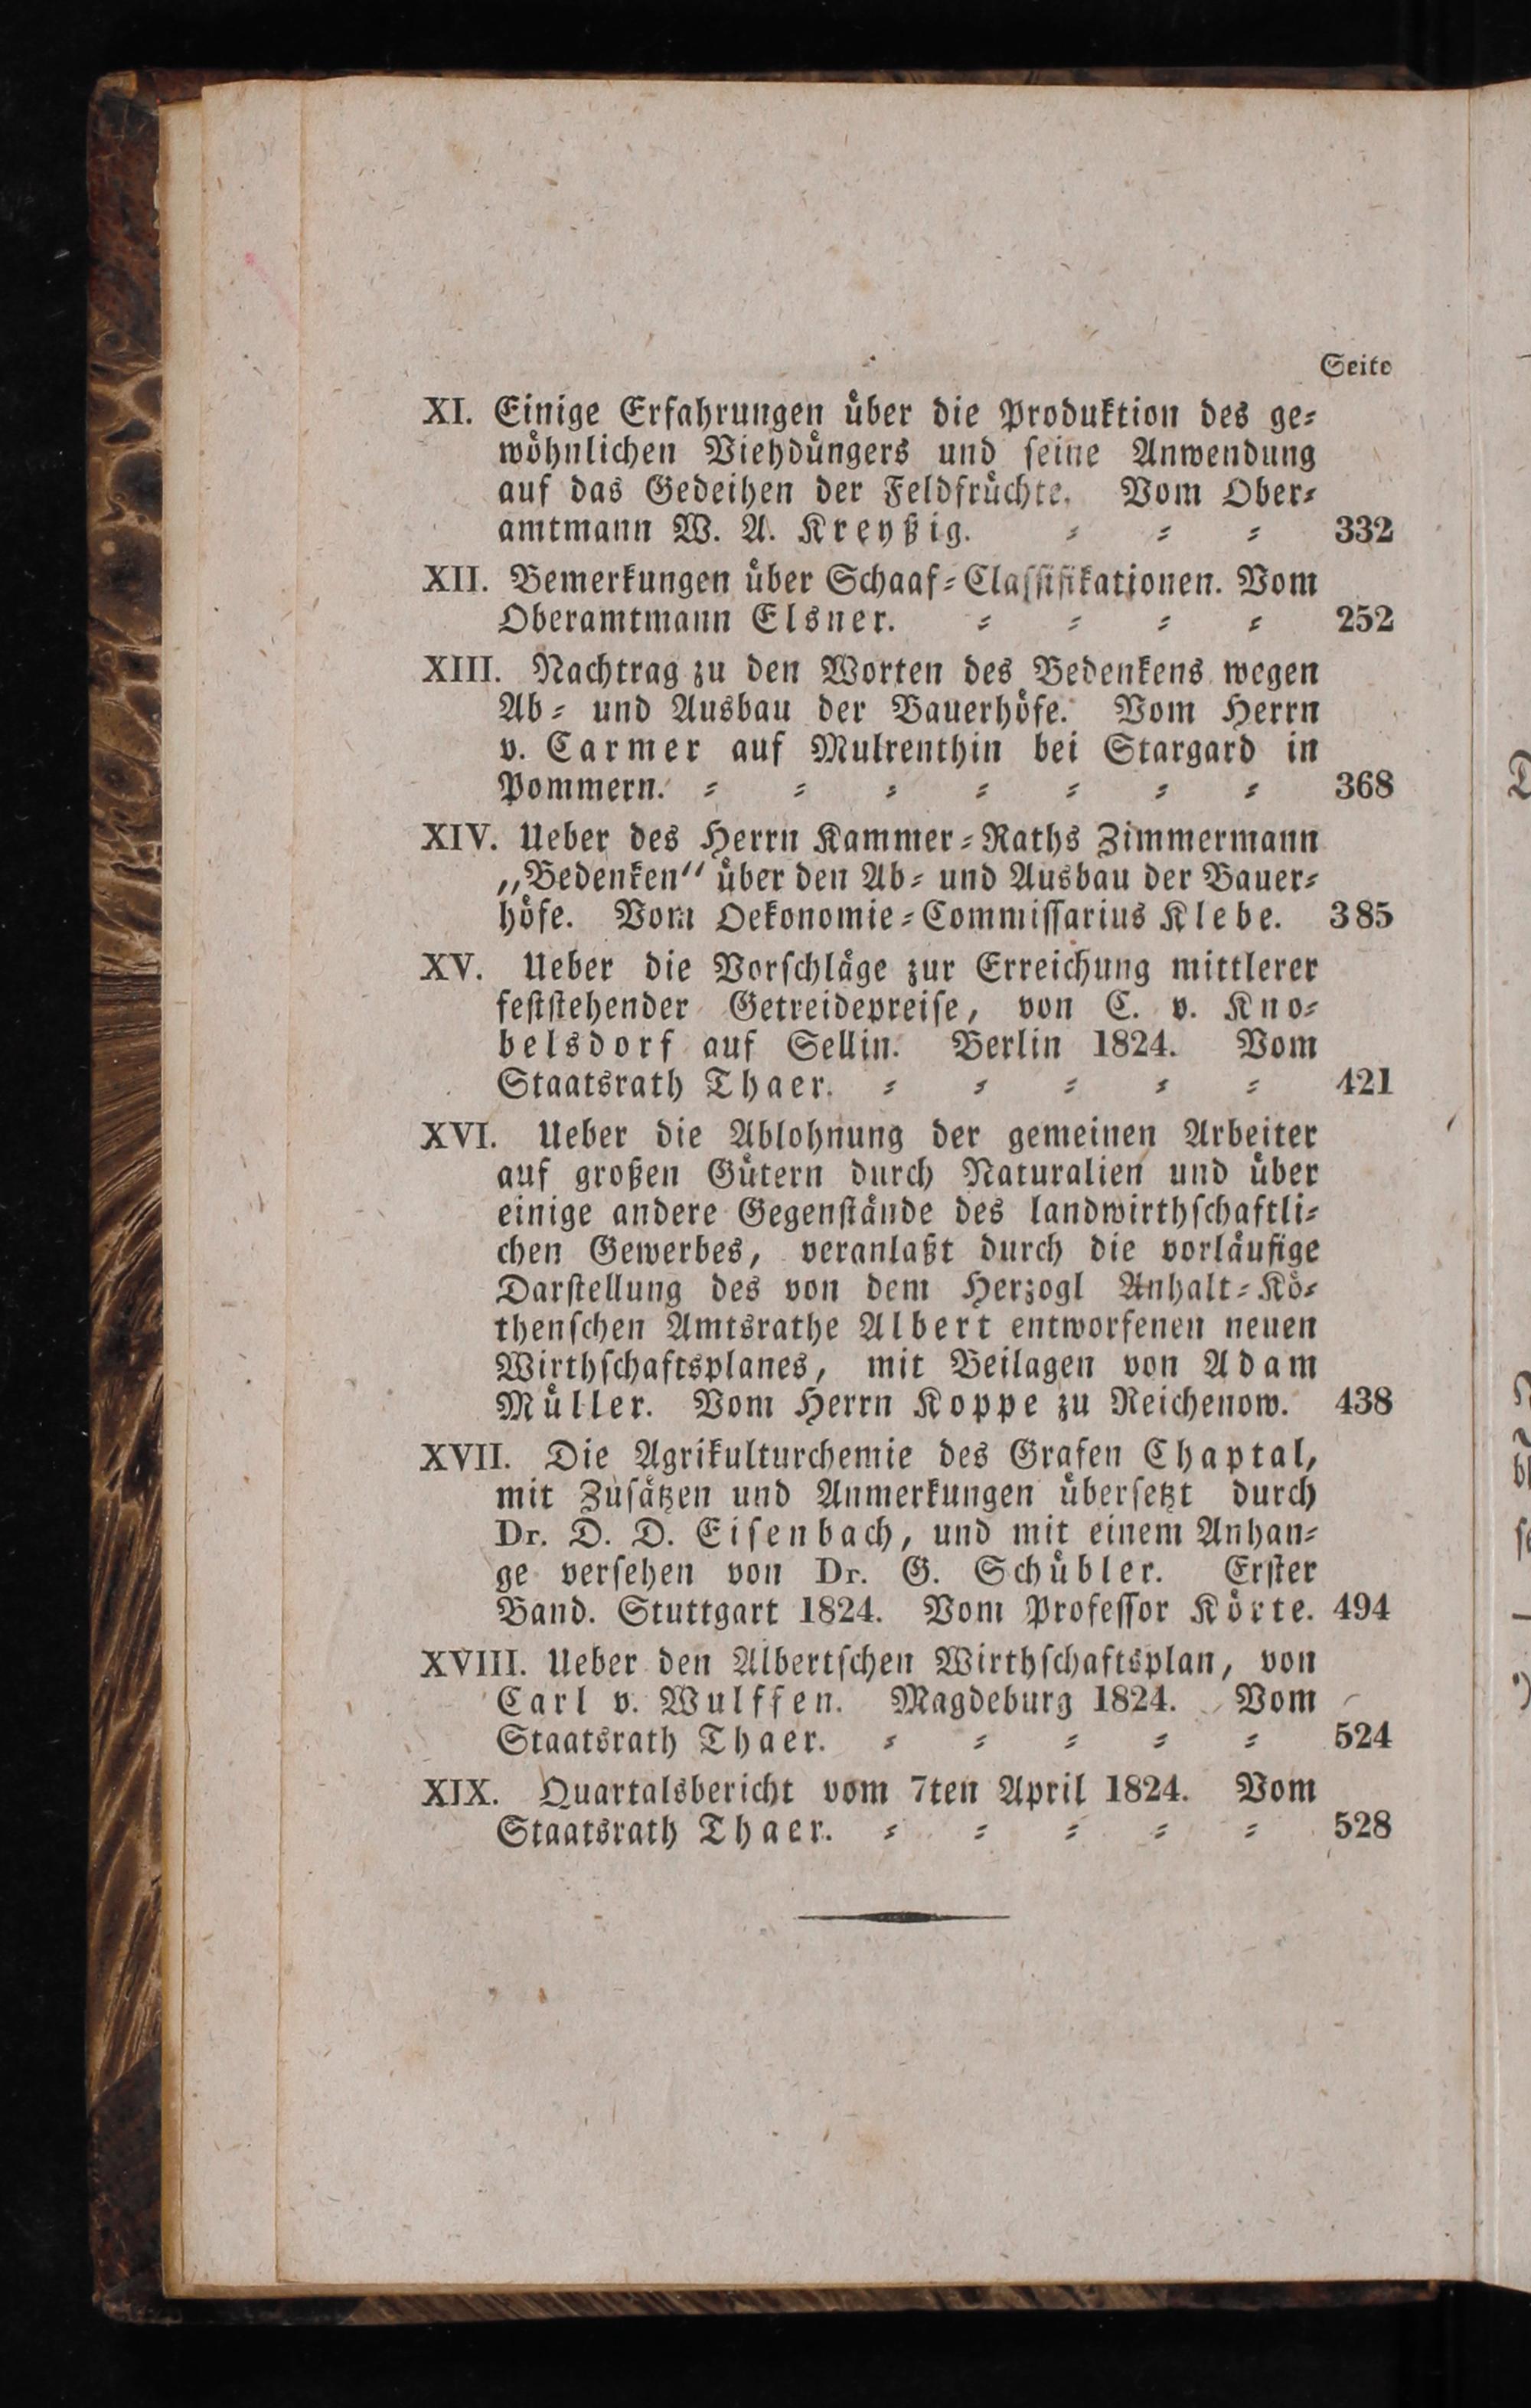 Seite
XI. Einige Erfahrungen über die Produktion des ge-
wöhnlichen Viehdüngers und seine Anwendung
auf das Gedeihen der Feldfrüchte. Vom Ober-
amtmann W. A. Kreyßig. - - - 332
XII. Bemerkungen über Schaaf-Classifikationen. Vom
Oberamtmann Elsner. - - - - 252
XIII. Nachtrag zu den Worten des Bedenkens wegen
Ab- und Ausbau der Bauerhöfe. Vom Herrn
v. Carmer auf Mulrenthin bei Stargard in
Pommern. - - - - - - - 368
XIV. Ueber des Herrn Kammer-Raths Zimmermann
„Bedenken“ über den Ab- und Ausbau der Bauer-
höfe. Vom Oekonomie-Commissarius Klebe. 385
XV. Ueber die Vorschläge zur Erreichung mittlerer
feststehender Getreidepreise, von C. v. Kno-
belsdorf auf Sellin. Berlin 1824. Vom
Staatsrath Thaer. - - - - - 421
XVI. Ueber die Ablohnung der gemeinen Arbeiter
auf großen Gütern durch Naturalien und über
einige andere Gegenstände des landwirthschaftli-
chen Gewerbes, veranlaßt durch die vorläufige
Darstellung des von dem Herzogl Anhalt-Kö-
thenschen Amtsrathe Albert entworfenen neuen
Wirthschaftsplanes, mit Beilagen von Adam
Müller. Vom Herrn Koppe zu Reichenow. 438
XVII. Die Agrikulturchemie des Grafen Chaptal,
mit Zusätzen und Anmerkungen übersetzt durch
Dr. D. D. Eisenbach, und mit einem Anhan-
ge versehen von Dr. G. Schübler. Erster
Band. Stuttgart 1824. Vom Professor Körte. 494
XVIII. Ueber den Albertschen Wirthschaftsplan, von
Carl v. Wulffen. Magdeburg 1824. Vom
Staatsrath Thaer. - - - - - 524
XIX. Quartalsbericht vom 7ten April 1824. Vom
Staatsrath Thaer. - - - - - 528